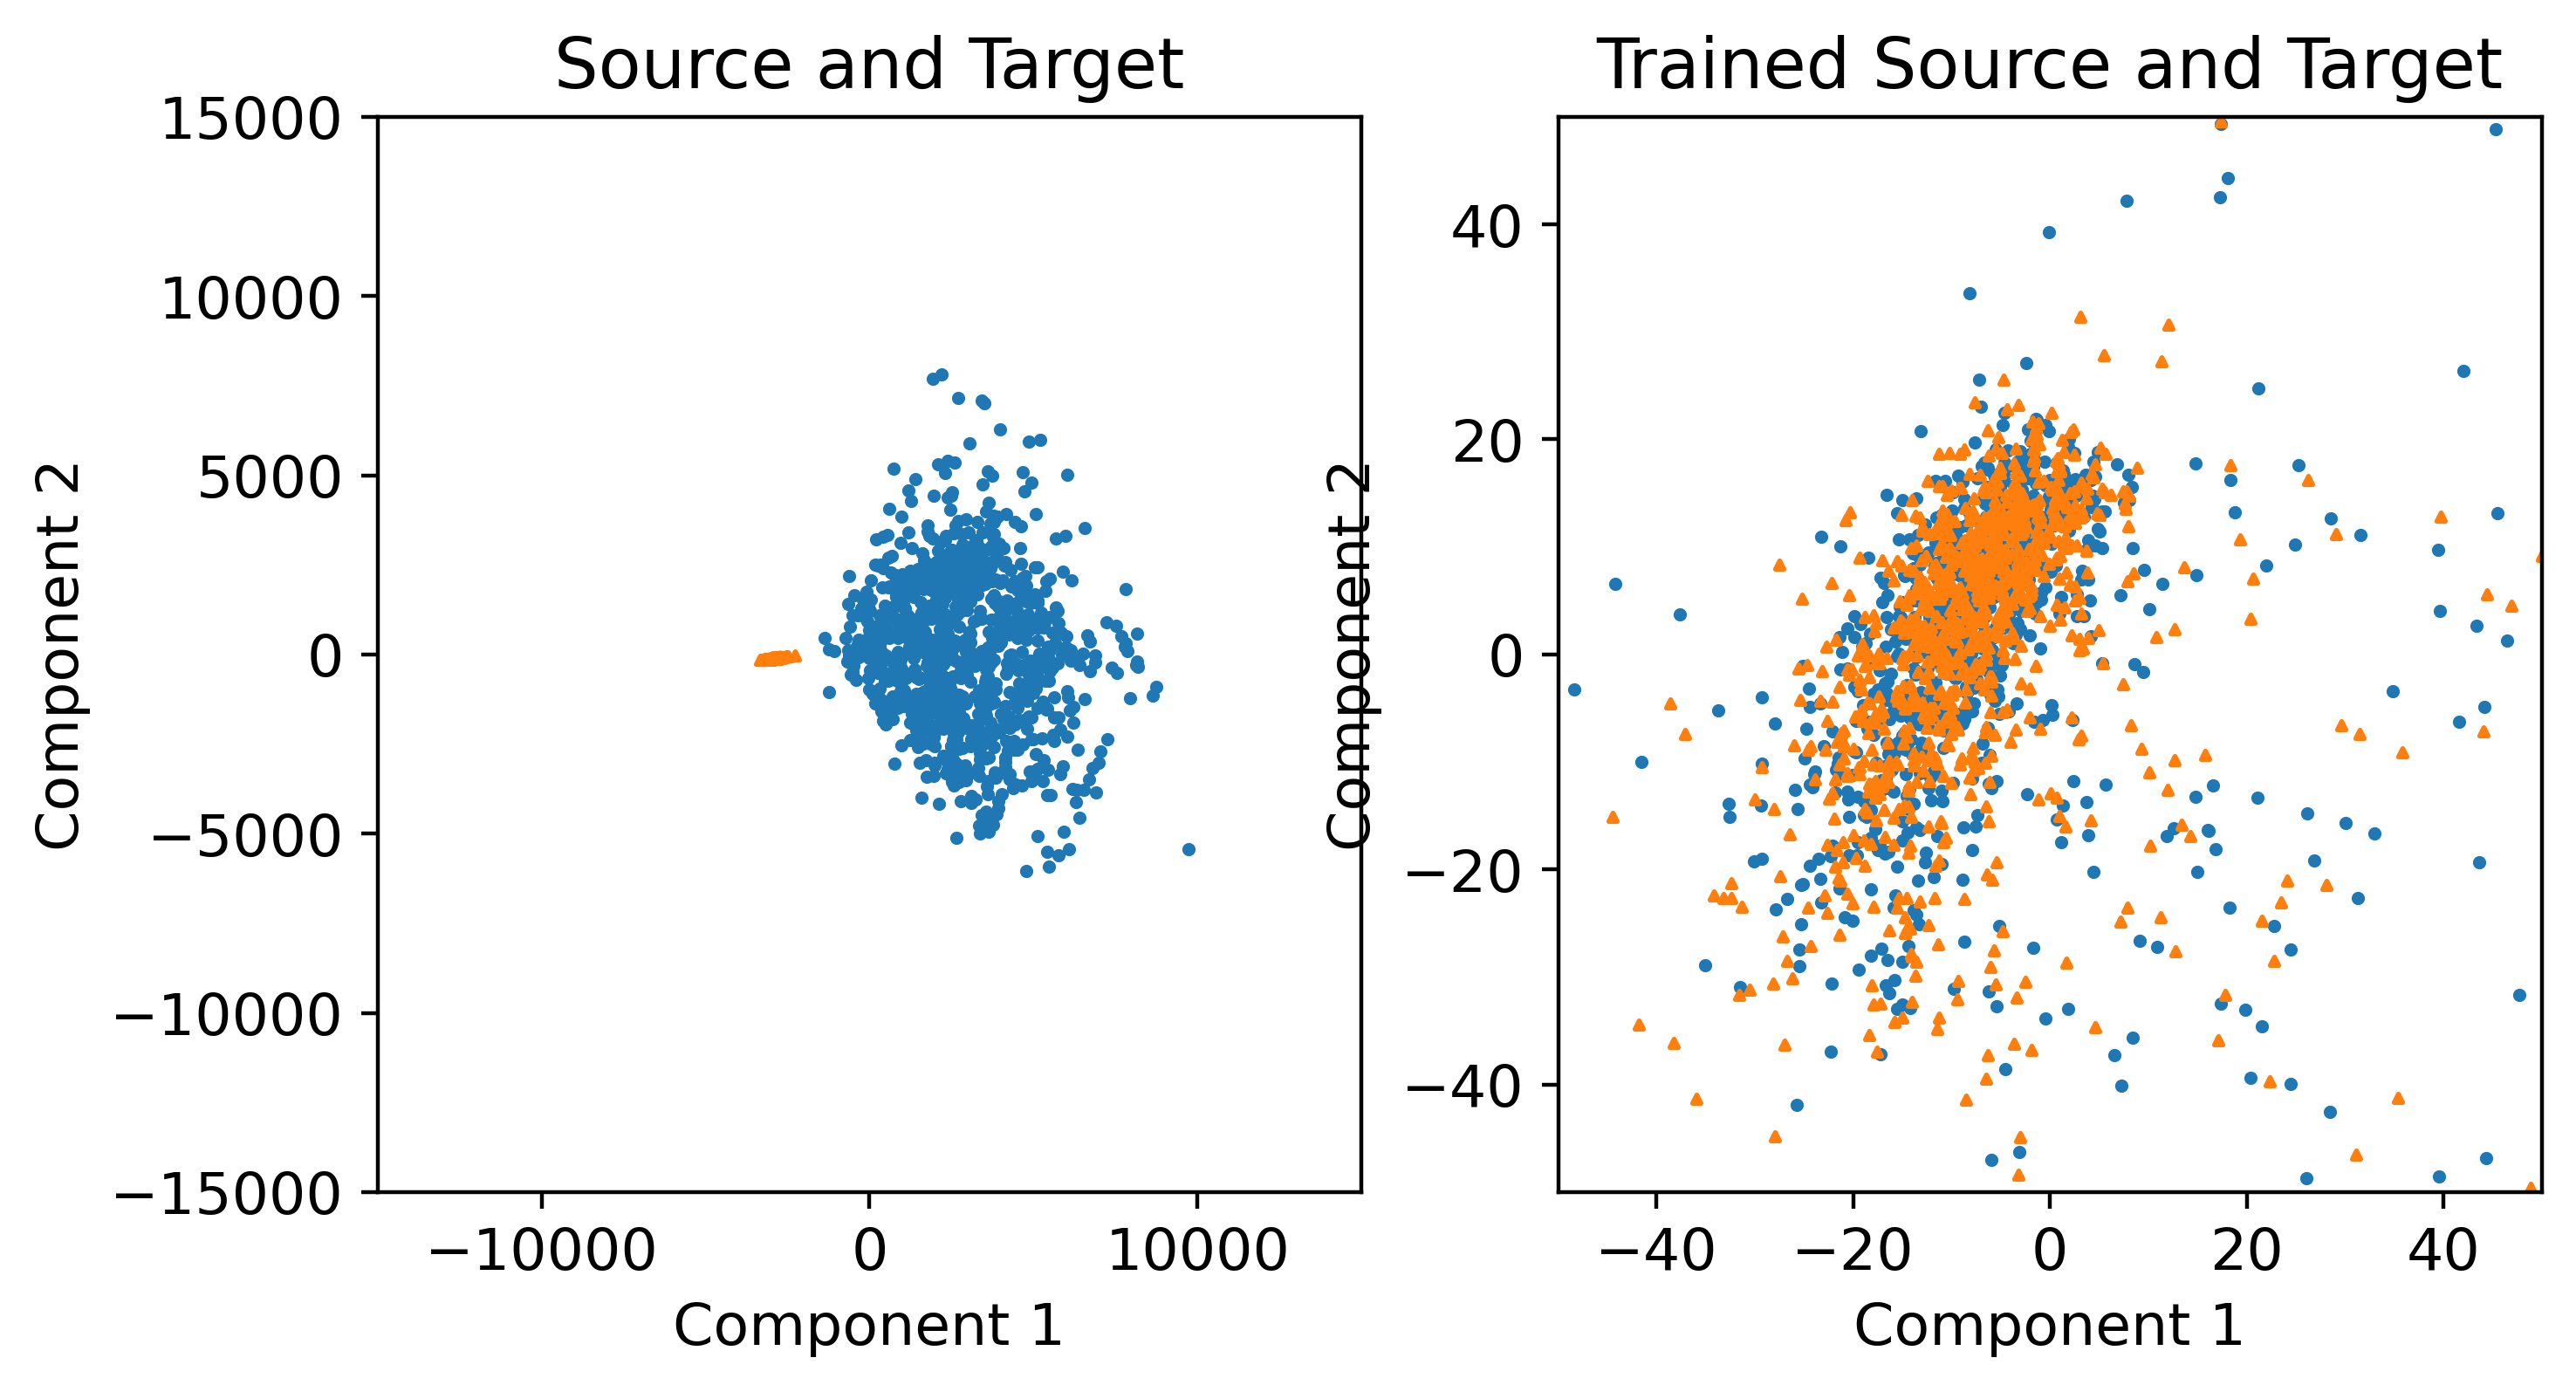 Source and Target
15000
10000
5000
0
−5000
−10000
−15000
Component 2
−10000 0 10000
Component 1
Trained Source and Target
40
20
0
−20
−40
Component 2
−40 −20 0 20 40
Component 1